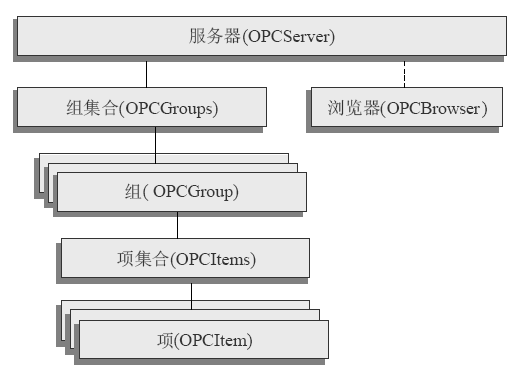 服务器(OPCServer)
组集合(OPCGroups)
浏览器(OPCBrowser)
组( OPCGroup)
项集合(OPCItems)
项(OPCItem)